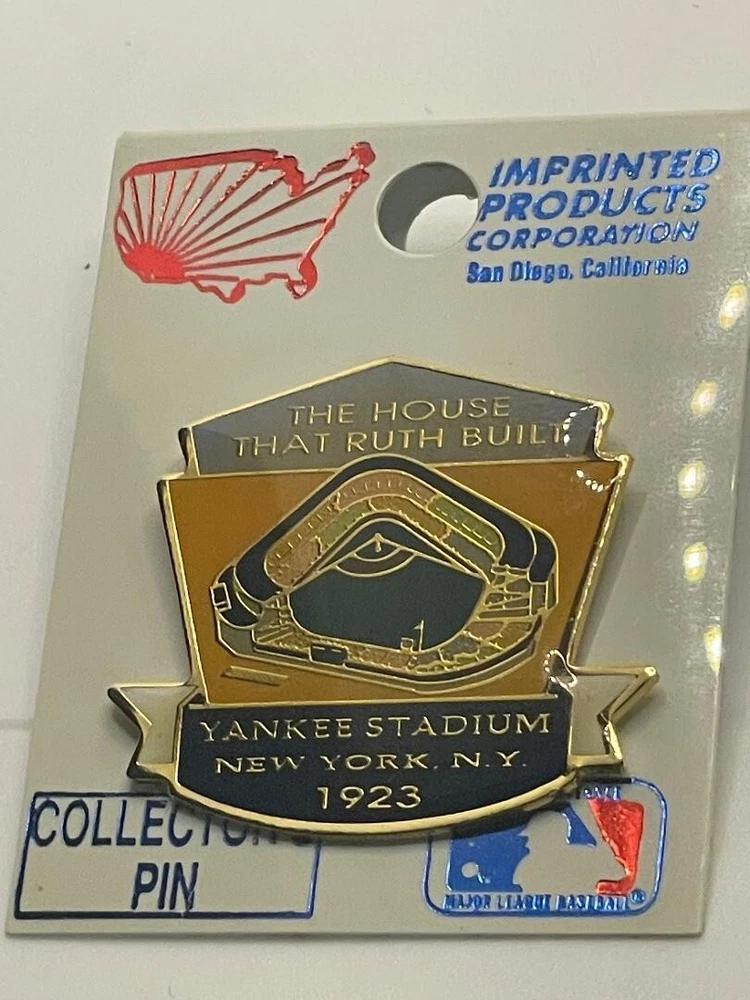 IMPRINTED
PRODUCTS
CORPORATION
San Diego, California
THE HOUSE
THAT RUTH BUILT
YANKEE STADIUM
NEW YORK, N.Y.
1923
COLLECTOR'S
PIN
MAJOR LEAGUE BASEBALL®